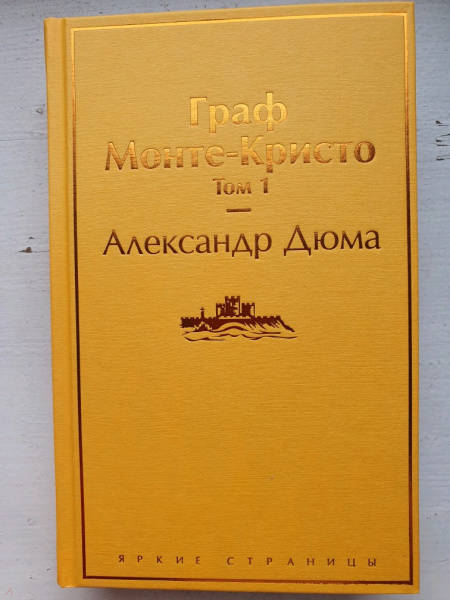 Граф
Монте-Кристо
Том 1
Александр Дюма
ЯРКИЕ СТРАНИЦЫ